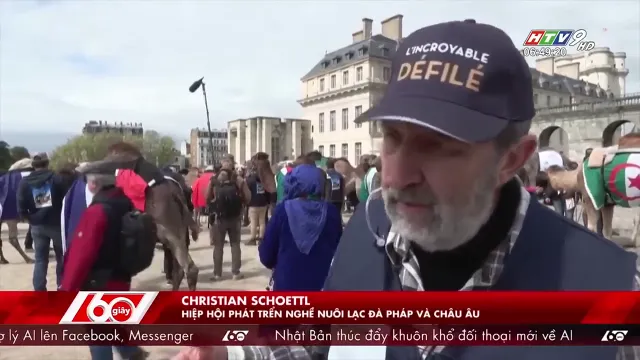 HTV9 HD
06:49:20
L'INCROYABLE
DÉFILÉ
60 giây
CHRISTIAN SCHOETTL
HIỆP HỘI PHÁT TRIỂN NGHỀ NUÔI LẠC ĐÀ PHÁP VÀ CHÂU ÂU
ợ lý AI lên Facebook, Messenger 60 Nhật Bản thúc đẩy khuôn khổ đối thoại mới về AI 60